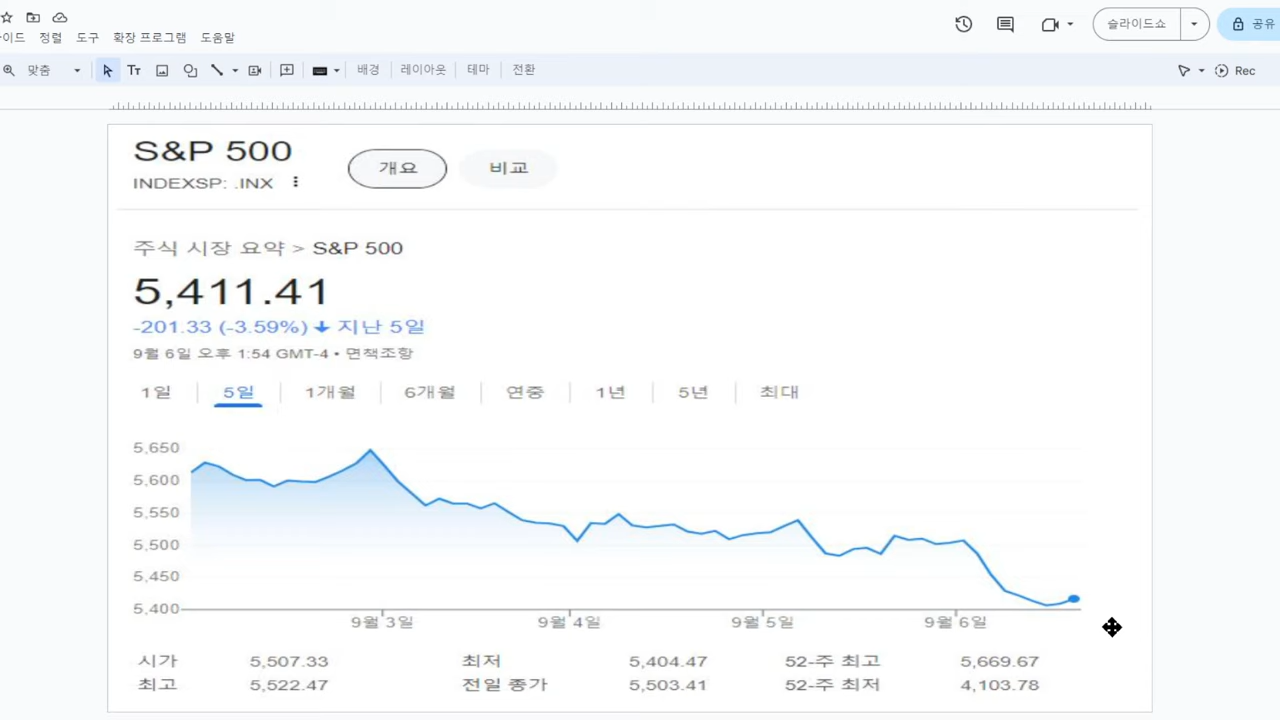 이드 정렬 도구 확장 프로그램 도움말
슬라이드쇼 공유
맞춤 Tт 배경 레이아웃 테마 전환 Rec
S&P 500
개요 비교
INDEXSP: .INX
주식 시장 요약 > S&P 500
5,411.41
-201.33 (-3.59%) ↓ 지난 5일
9월 6일 오후 1:54 GMT-4 • 면책조항
1일 5일 1개월 6개월 연중 1년 5년 최대
5,650
5,600
5,550
5,500
5,450
5,400
9월 3일 9월 4일 9월 5일 9월 6일
시가 5,507.33 최저 5,404.47 52-주 최고 5,669.67
최고 5,522.47 전일 종가 5,503.41 52-주 최저 4,103.78